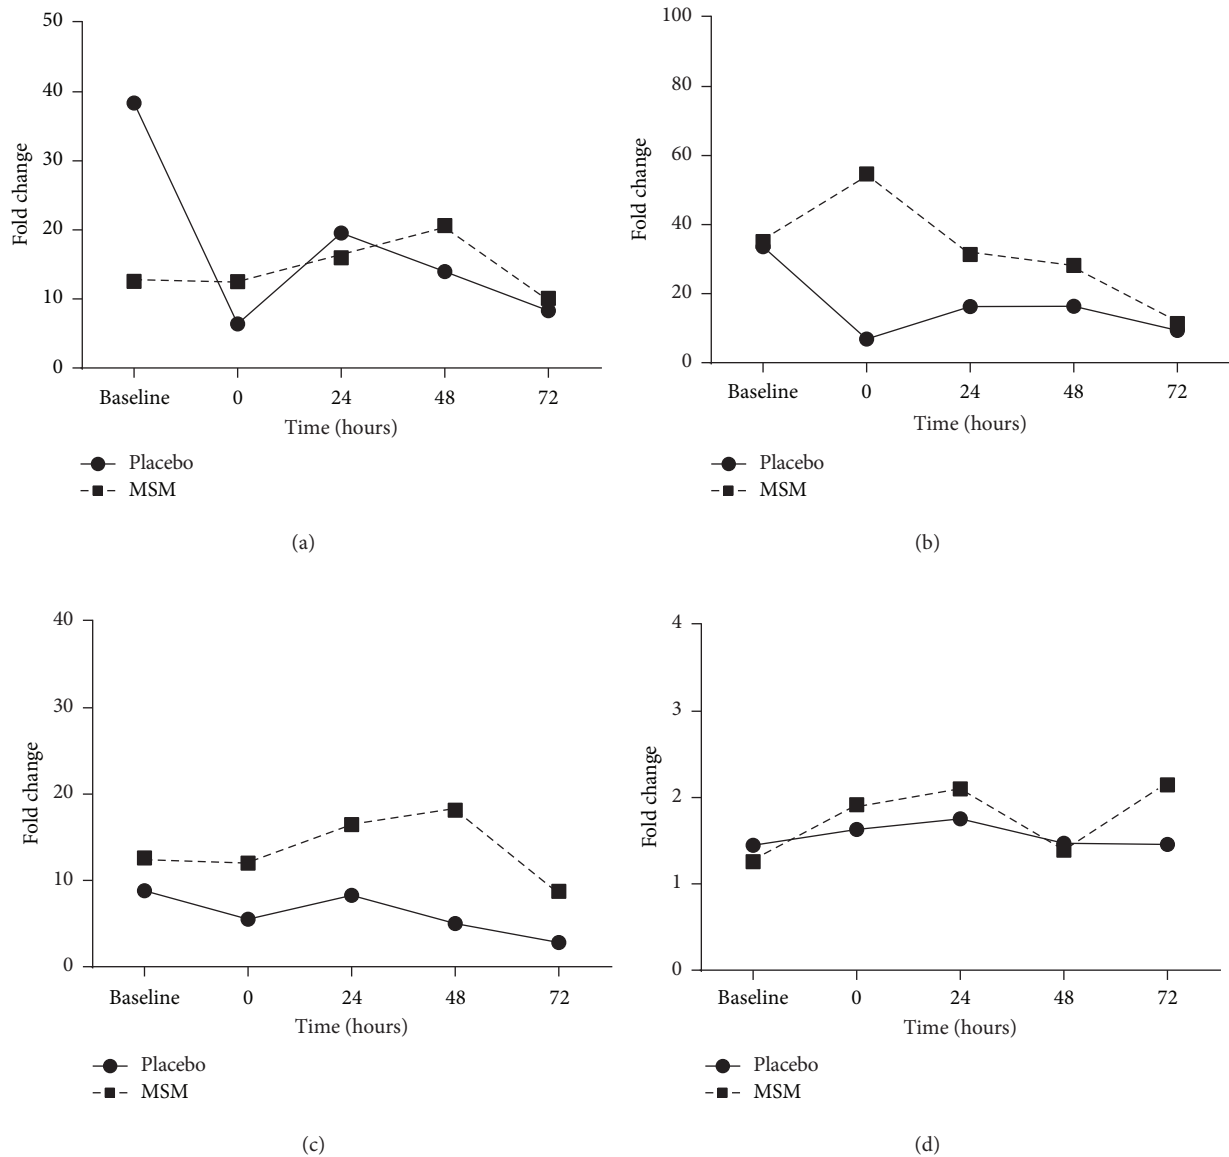 50
40
30
20
10
0
Fold change
Baseline 0 24 48 72
Time (hours)
Placebo
MSM
(a)
100
80
60
40
20
0
Fold change
Baseline 0 24 48 72
Time (hours)
Placebo
MSM
(b)
40
30
20
10
0
Fold change
Baseline 0 24 48 72
Time (hours)
Placebo
MSM
(c)
4
3
2
1
0
Fold change
Baseline 0 24 48 72
Time (hours)
Placebo
MSM
(d)